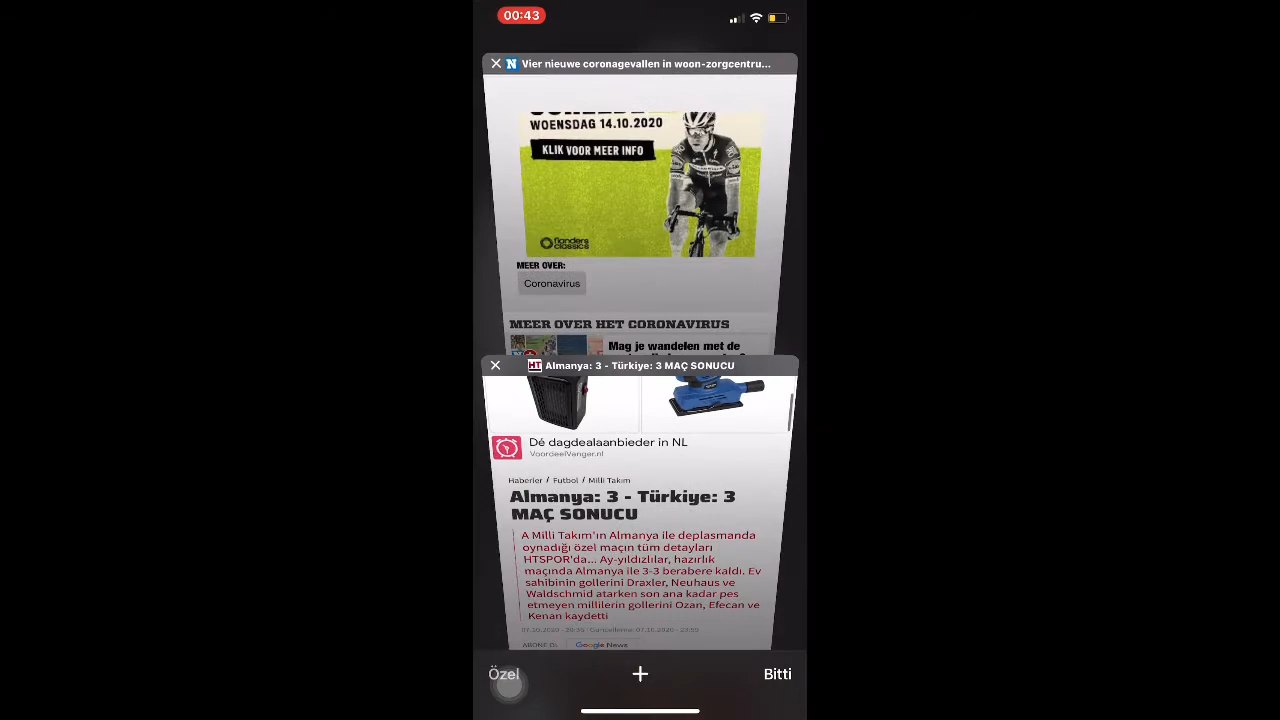 00:43
Vier nieuwe coronagevallen in woon-zorgcentru...
WOENSDAG 14.10.2020
KLIK VOOR MEER INFO
flanders
classics
MEER OVER:
Coronavirus
MEER OVER HET CORONAVIRUS
Mag je wandelen met de
HT Almanya: 3 - Türkiye: 3 MAÇ SONUCU
Dé dagdealaanbieder in NL
VoordeelVanger.nl
Haberler / Futbol / Milli Takım
Almanya: 3 - Türkiye: 3
MAÇ SONUCU
A Milli Takım'ın Almanya ile deplasmanda
oynadığı özel maçın tüm detayları
HTSPOR'da... Ay-yıldızlılar, hazırlık
maçında Almanya ile 3-3 berabere kaldı. Ev
sahibinin gollerini Draxler, Neuhaus ve
Waldschmid atarken son ana kadar pes
etmeyen millilerin gollerini Ozan, Efecan ve
Kenan kaydetti
ABONE OL Google News
Özel
Bitti